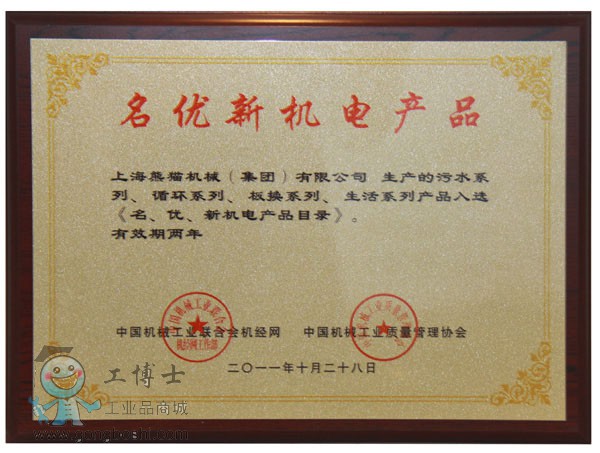 名优新机电产品
上海熊猫机械（集团）有限公司 生产的污水系
列、循环系列、板换系列、生活系列产品入选
《名、优、新机电产品目录》。
有效期两年
中国机械工业联合会机经网 中国机械工业质量管理协会
二〇一一年十月二十八日
工博士
工业品商城
www.gongboshi.com